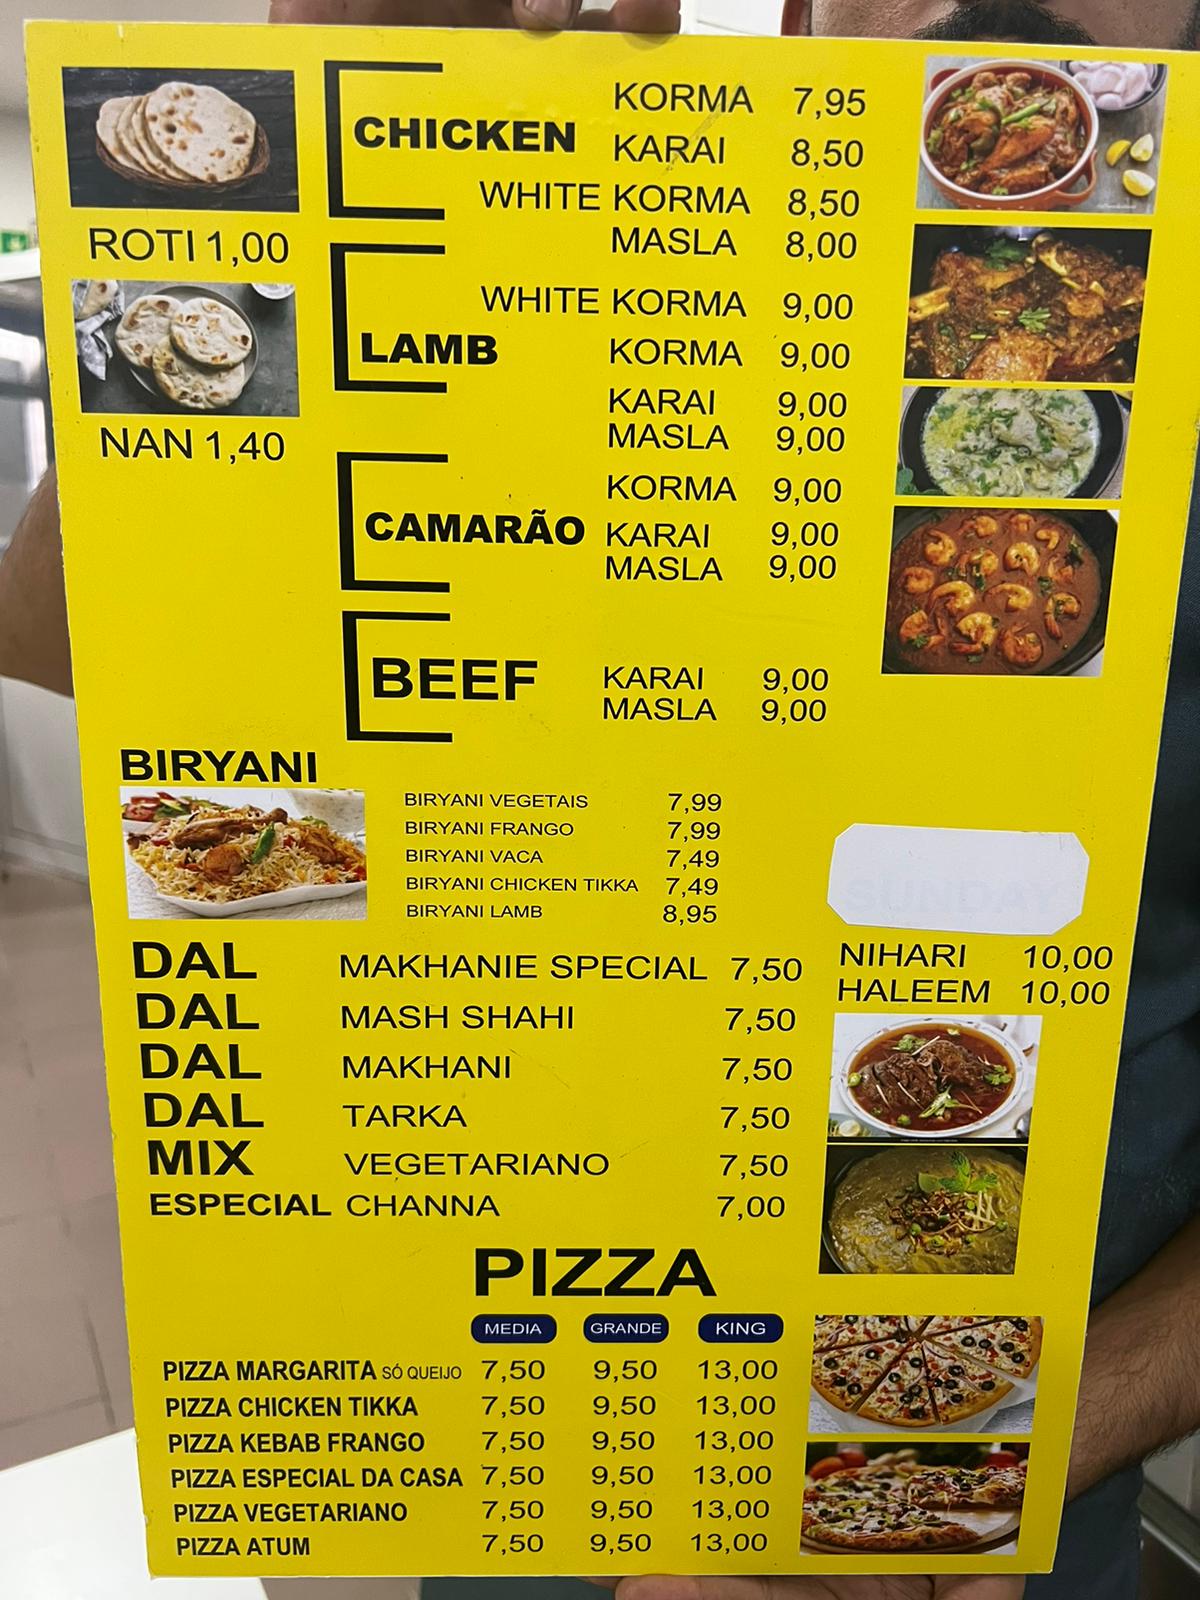 ROTI 1,00
NAN 1,40
CHICKEN
KORMA 7,95
KARAI 8,50
WHITE KORMA 8,50
MASLA 8,00
LAMB
WHITE KORMA 9,00
KORMA 9,00
KARAI 9,00
MASLA 9,00
CAMARÃO
KORMA 9,00
KARAI 9,00
MASLA 9,00
BEEF
KARAI 9,00
MASLA 9,00
BIRYANI
BIRYANI VEGETAIS 7,99
BIRYANI FRANGO 7,99
BIRYANI VACA 7,49
BIRYANI CHICKEN TIKKA 7,49
BIRYANI LAMB 8,95
SUNDAY
NIHARI 10,00
HALEEM 10,00
DAL MAKHANIE SPECIAL 7,50
DAL MASH SHAHI 7,50
DAL MAKHANI 7,50
DAL TARKA 7,50
MIX VEGETARIANO 7,50
ESPECIAL CHANNA 7,00
PIZZA
MEDIA GRANDE KING
PIZZA MARGARITA SÓ QUEIJO 7,50 9,50 13,00
PIZZA CHICKEN TIKKA 7,50 9,50 13,00
PIZZA KEBAB FRANGO 7,50 9,50 13,00
PIZZA ESPECIAL DA CASA 7,50 9,50 13,00
PIZZA VEGETARIANO 7,50 9,50 13,00
PIZZA ATUM 7,50 9,50 13,00